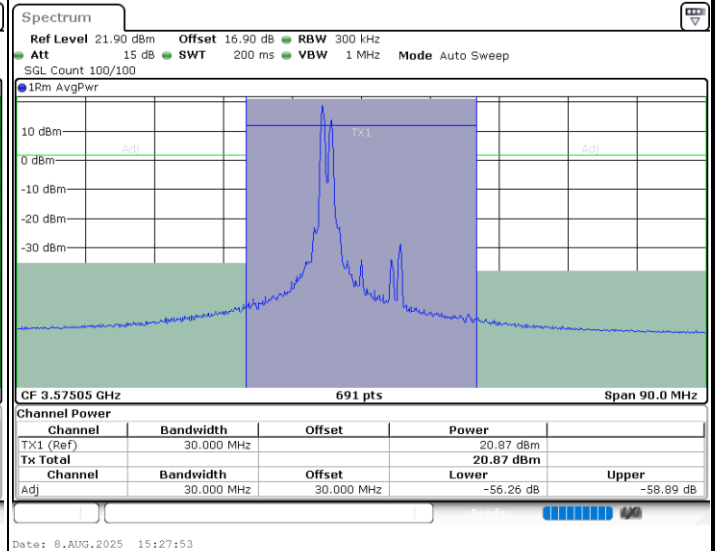 Spectrum
Ref Level 21.90 dBm Offset 16.90 dB RBW 300 kHz
Att 15 dB SWT 200 ms VBW 1 MHz Mode Auto Sweep
SGL Count 100/100
1Rm AvgPwr
10 dBm
TX1
Adj Adj
0 dBm
-10 dBm
-20 dBm
-30 dBm
CF 3.57505 GHz 691 pts Span 90.0 MHz
Channel Power
Channel Bandwidth Offset Power
TX1 (Ref) 30.000 MHz 20.87 dBm
Tx Total 20.87 dBm
Channel Bandwidth Offset Lower Upper
Adj 30.000 MHz 30.000 MHz -56.26 dB -58.89 dB
Ready
Date: 8.AUG.2025 15:27:53